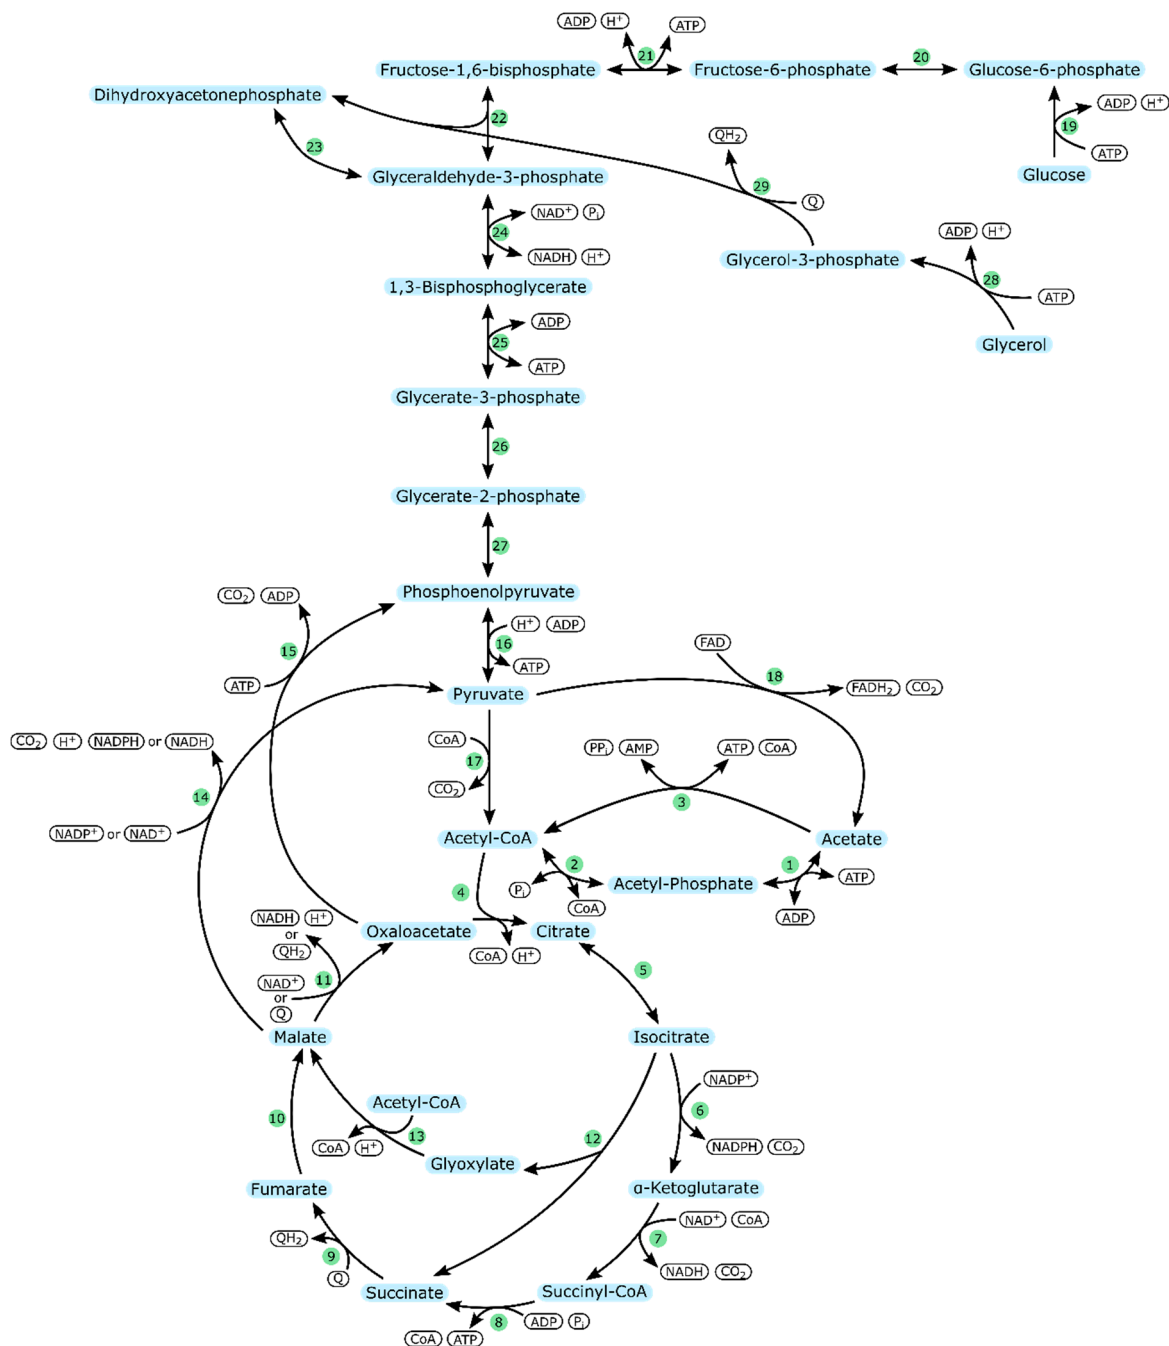 ADP H⁺ ATP
21
20
Fructose-1,6-bisphosphate Fructose-6-phosphate Glucose-6-phosphate
Dihydroxyacetonephosphate
ADP H⁺
22
19
QH₂
23
ATP
Glyceraldehyde-3-phosphate
Glucose
29
Q
NAD⁺ Pᵢ
24
ADP H⁺
NADH H⁺
Glycerol-3-phosphate
28
1,3-Bisphosphoglycerate
ATP
ADP
25
Glycerol
ATP
Glycerate-3-phosphate
26
Glycerate-2-phosphate
27
Phosphoenolpyruvate
CO₂ ADP
H⁺ ADP
16
15
FAD
ATP
18
ATP
Pyruvate
FADH₂ CO₂
CO₂ H⁺ NADPH or NADH
CoA
PPᵢ AMP ATP CoA
17
CO₂
14
3
NADP⁺ or NAD⁺
Acetyl-CoA
Acetate
2
1
ATP
Pᵢ
Acetyl-Phosphate
4
CoA
ADP
NADH H⁺
or
QH₂
Oxaloacetate Citrate
CoA H⁺
5
11
NAD⁺
or
Q
Malate
Isocitrate
NADP⁺
Acetyl-CoA
10
6
13
12
CoA H⁺
NADPH CO₂
Glyoxylate
Fumarate
α-Ketoglutarate
NAD⁺ CoA
QH₂
7
9
Q
NADH CO₂
Succinate
Succinyl-CoA
8
ADP Pᵢ
CoA ATP